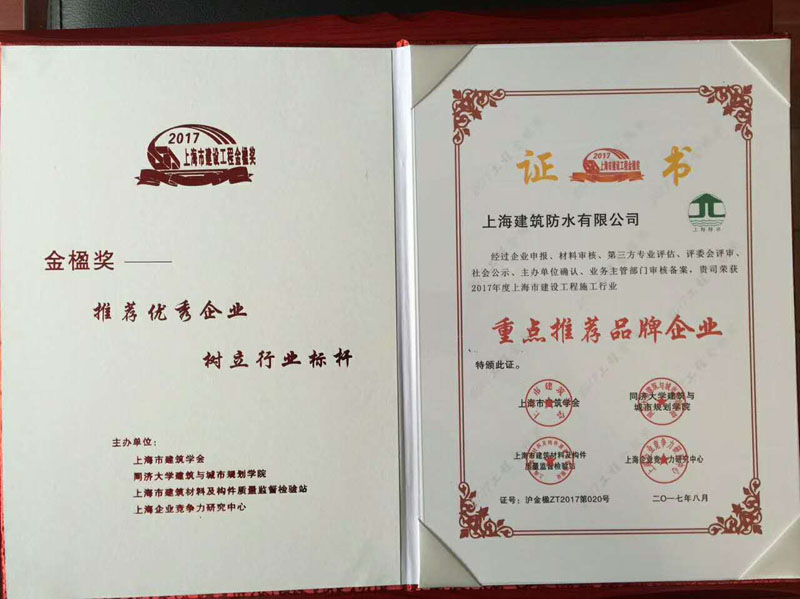 2017
上海市建设工程金楹奖
金楹奖——
推荐优秀企业
树立行业标杆
主办单位：
上海市建筑学会
同济大学建筑与城市规划学院
上海市建筑材料及构件质量监督检验站
上海企业竞争力研究中心
证 书
2017
上海市建设工程金楹奖
上海建筑防水有限公司
经过企业申报、材料审核、第三方专业评估、评委会评审、
社会公示、主办单位确认、业务主管部门审核备案，贵司荣获
2017年度上海市建设工程施工行业
重点推荐品牌企业
特颁此证。
上海市建筑学会
同济大学建筑与
城市规划学院
上海市建筑材料及构件
质量监督检验站
上海企业竞争力研究中心
证号：沪金楹ZT2017第020号
二〇一七年八月